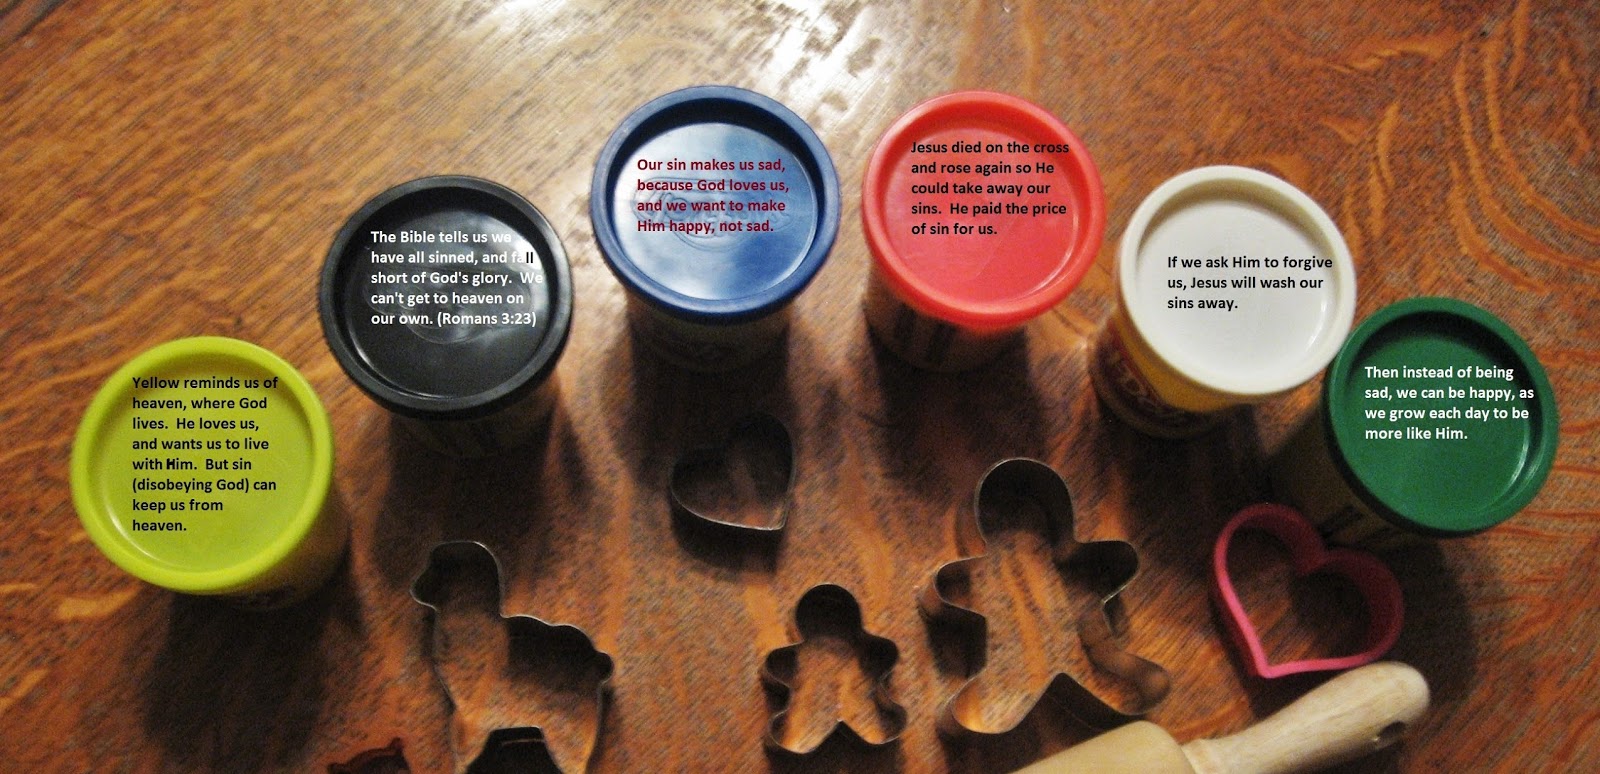 Yellow reminds us of
heaven, where God
lives.  He loves us,
and wants us to live
with Him.  But sin
(disobeying God) can
keep us from
heaven.
The Bible tells us we
have all sinned, and fall
short of God's glory.  We
can't get to heaven on
our own. (Romans 3:23)
Our sin makes us sad,
because God loves us,
and we want to make
Him happy, not sad.
Jesus died on the cross
and rose again so He
could take away our
sins.  He paid the price
of sin for us.
If we ask Him to forgive
us, Jesus will wash our
sins away.
Then instead of being
sad, we can be happy, as
we grow each day to be
more like Him.